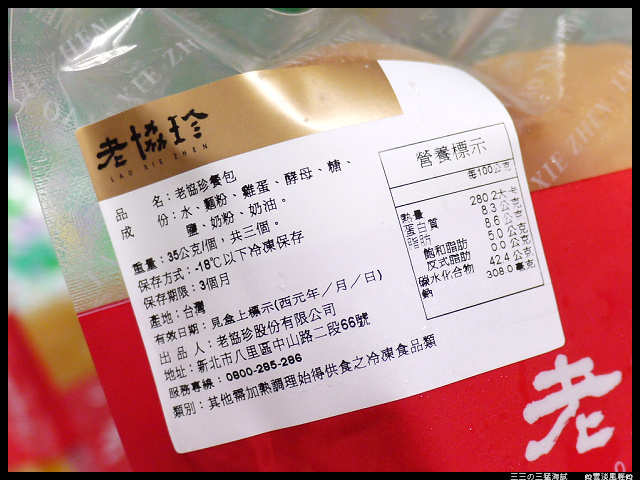 老協珍
LAO XIE ZHEN
品　名：老協珍餐包
成　份：水、麵粉、雞蛋、酵母、糖、
鹽、奶粉、奶油。
重量：35公克/個，共三個。
保存方式：-18℃以下冷凍保存
保存期限：3個月
產地：台灣
有效日期：見盒上標示(西元年／月／日)
出品人：老協珍股份有限公司
地址：新北市八里區中山路二段66號
服務專線：0800-285-286
類別：其他需加熱調理始得供食之冷凍食品類
營養標示
每100公克
熱量 280.2大卡
蛋白質 8.3公克
脂肪 8.6公克
飽和脂肪 5.0公克
反式脂肪 0.0公克
碳水化合物 42.4公克
鈉 308.0毫克
XIE ZHEN
老
三三の三猛海賊